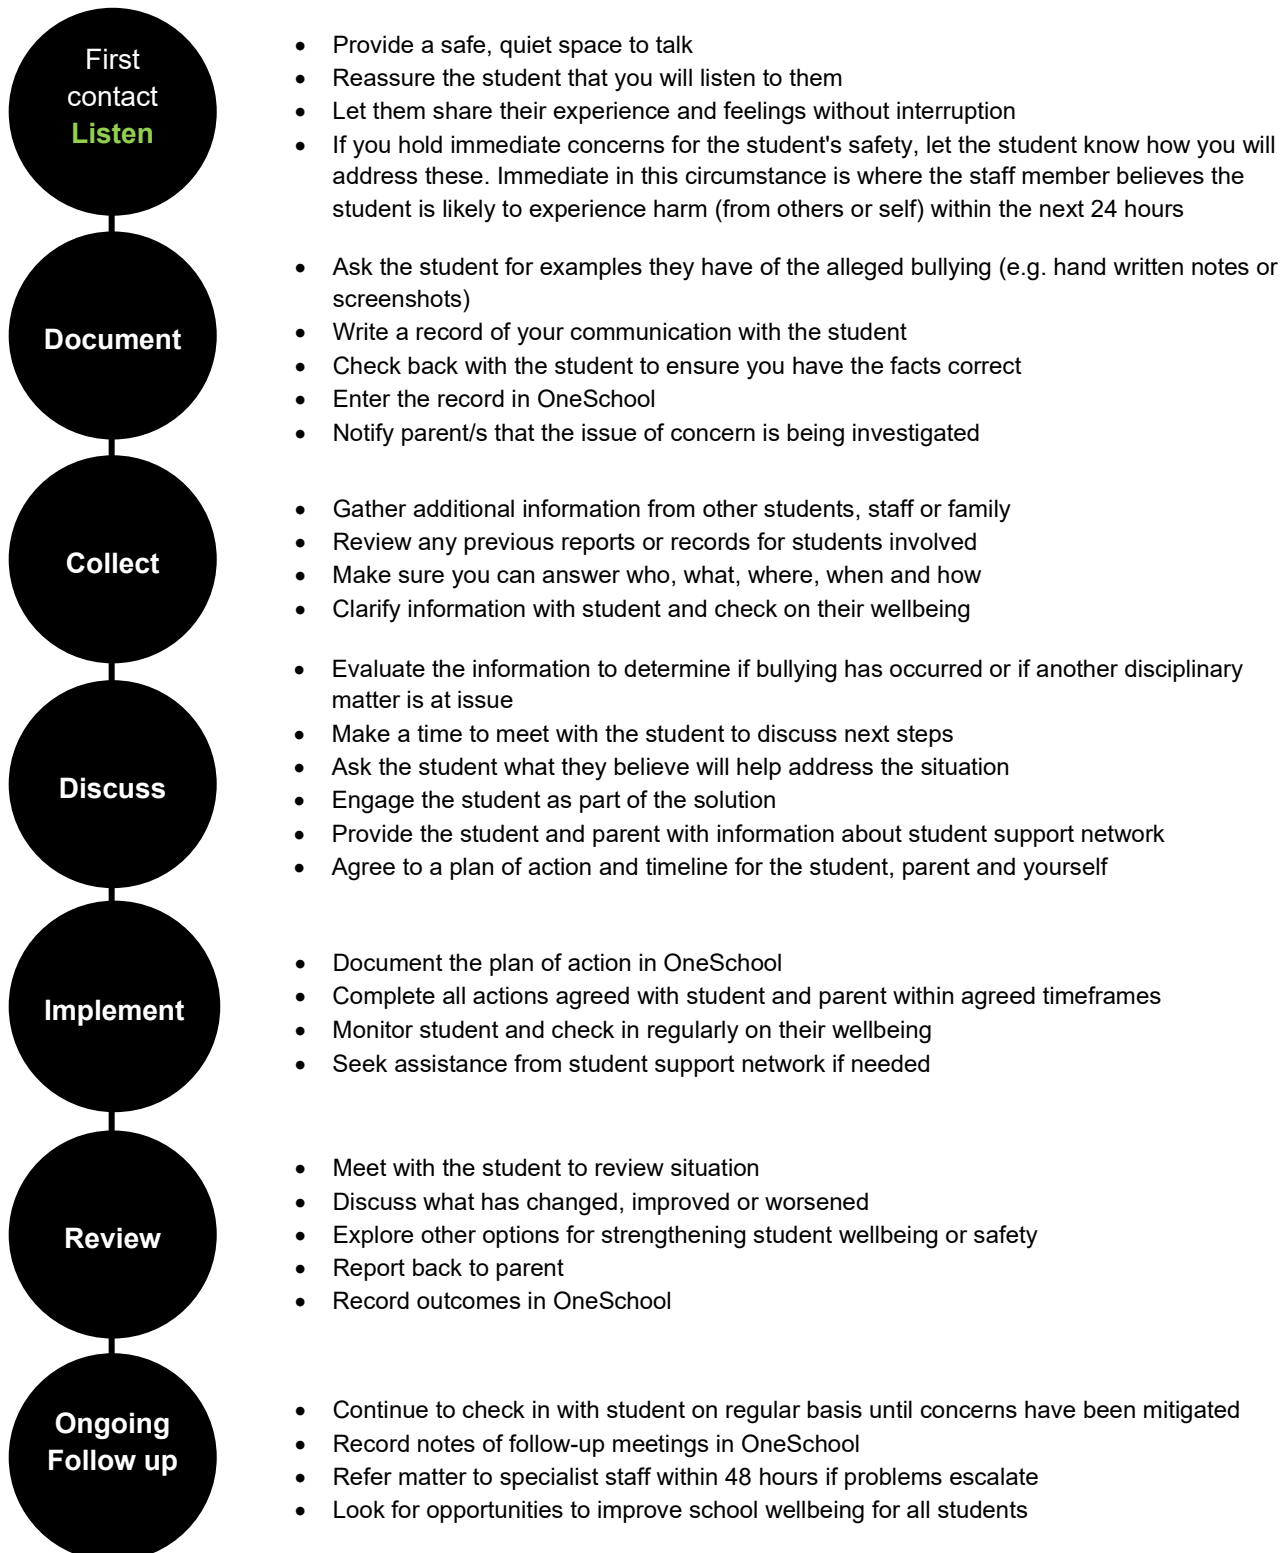 First
contact
Listen
• Provide a safe, quiet space to talk
• Reassure the student that you will listen to them
• Let them share their experience and feelings without interruption
• If you hold immediate concerns for the student's safety, let the student know how you will
address these. Immediate in this circumstance is where the staff member believes the
student is likely to experience harm (from others or self) within the next 24 hours
Document
• Ask the student for examples they have of the alleged bullying (e.g. hand written notes or
screenshots)
• Write a record of your communication with the student
• Check back with the student to ensure you have the facts correct
• Enter the record in OneSchool
• Notify parent/s that the issue of concern is being investigated
Collect
• Gather additional information from other students, staff or family
• Review any previous reports or records for students involved
• Make sure you can answer who, what, where, when and how
• Clarify information with student and check on their wellbeing
Discuss
• Evaluate the information to determine if bullying has occurred or if another disciplinary
matter is at issue
• Make a time to meet with the student to discuss next steps
• Ask the student what they believe will help address the situation
• Engage the student as part of the solution
• Provide the student and parent with information about student support network
• Agree to a plan of action and timeline for the student, parent and yourself
Implement
• Document the plan of action in OneSchool
• Complete all actions agreed with student and parent within agreed timeframes
• Monitor student and check in regularly on their wellbeing
• Seek assistance from student support network if needed
Review
• Meet with the student to review situation
• Discuss what has changed, improved or worsened
• Explore other options for strengthening student wellbeing or safety
• Report back to parent
• Record outcomes in OneSchool
Ongoing
Follow up
• Continue to check in with student on regular basis until concerns have been mitigated
• Record notes of follow-up meetings in OneSchool
• Refer matter to specialist staff within 48 hours if problems escalate
• Look for opportunities to improve school wellbeing for all students